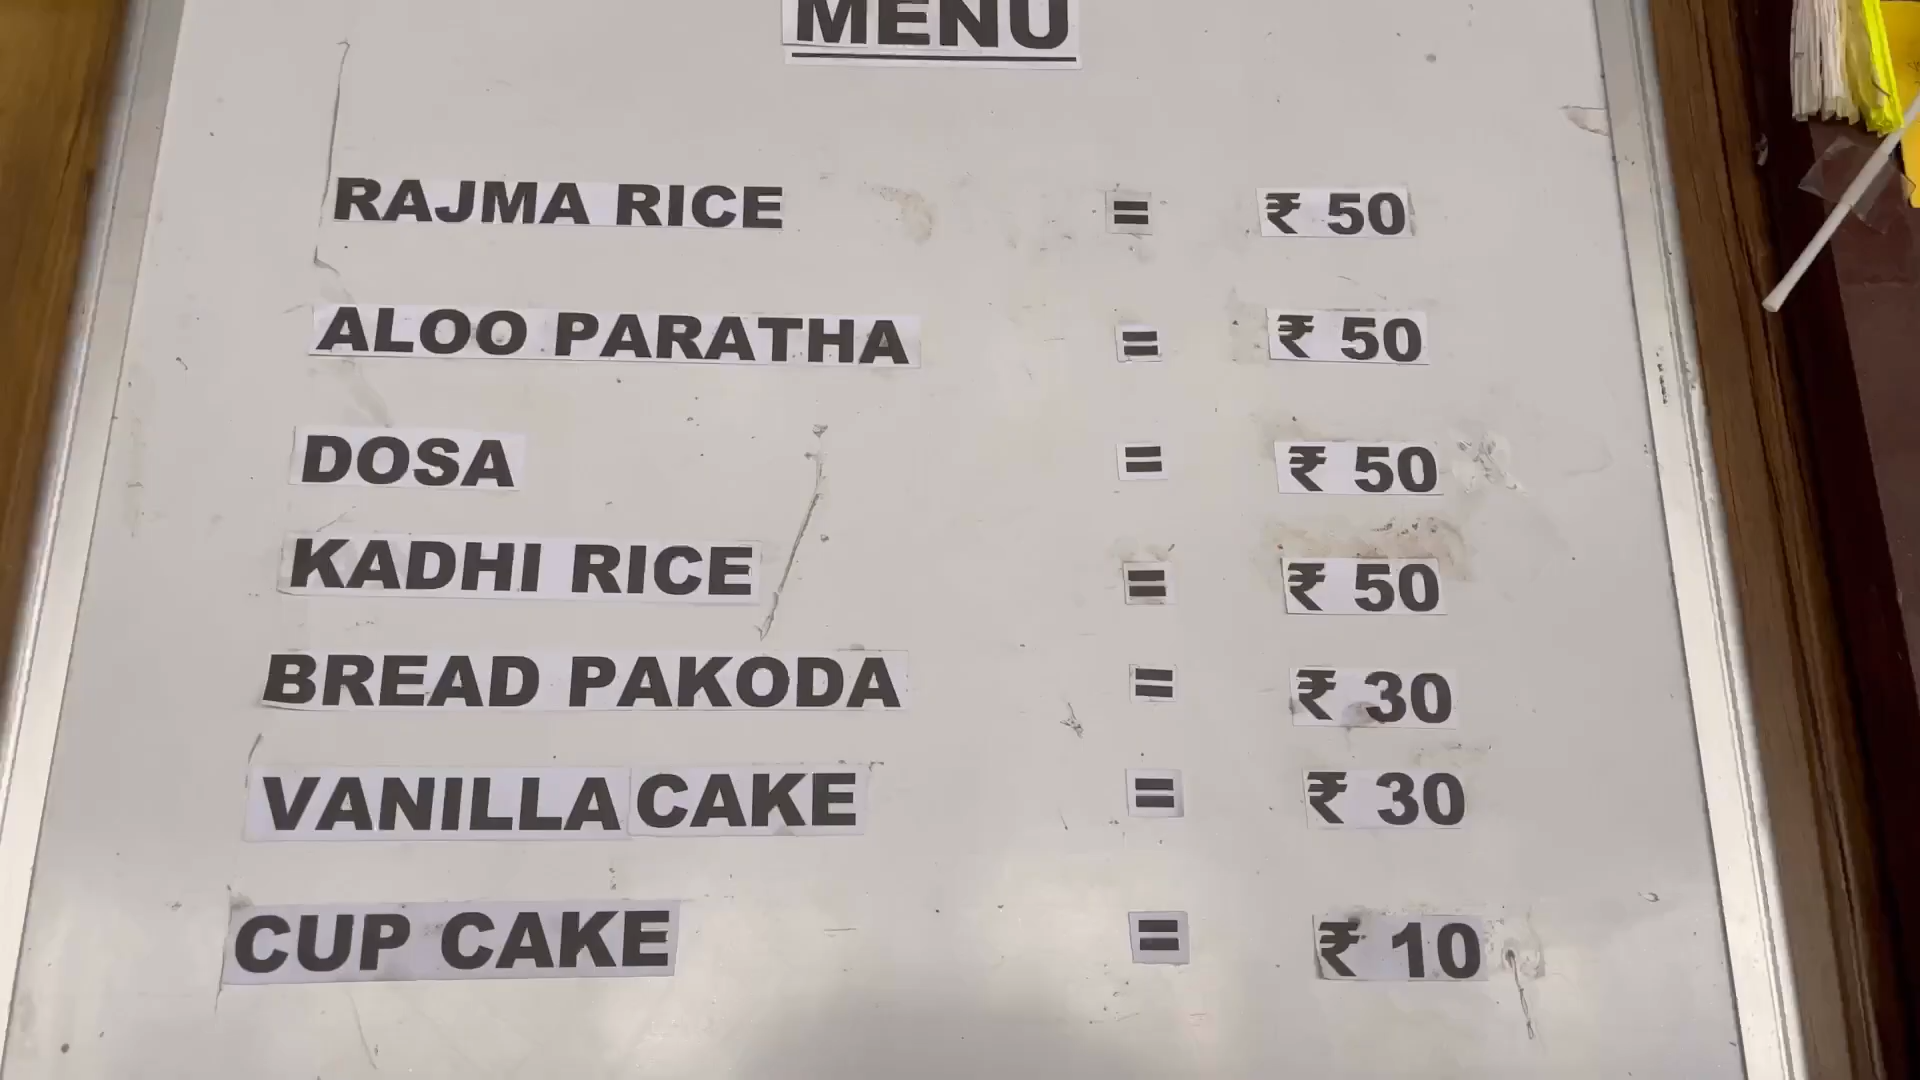 MENU
RAJMA RICE = ₹ 50
ALOO PARATHA = ₹ 50
DOSA = ₹ 50
KADHI RICE = ₹ 50
BREAD PAKODA = ₹ 30
VANILLA CAKE = ₹ 30
CUP CAKE = ₹ 10